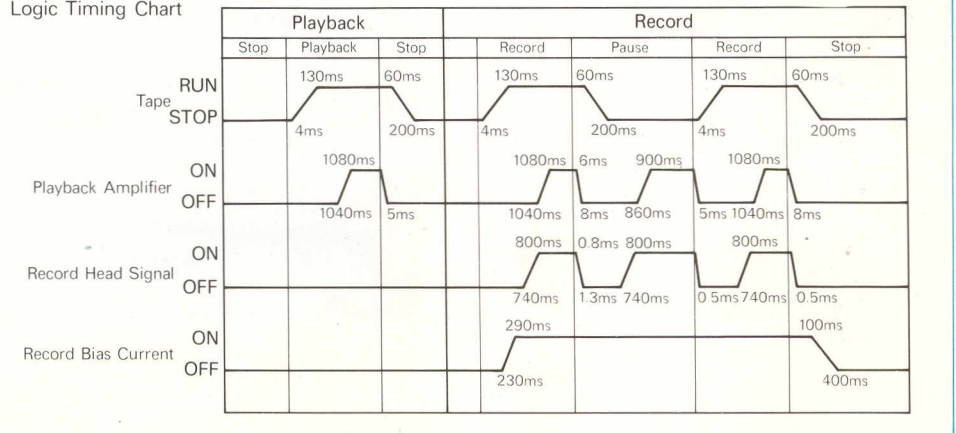 Logic Timing Chart
Playback Record
Stop Playback Stop Record Pause Record Stop
Tape RUN 130ms 60ms 130ms 60ms 130ms 60ms
STOP 4ms 200ms 4ms 200ms 4ms 200ms
Playback Amplifier ON 1080ms 1080ms 6ms 900ms 1080ms
OFF 1040ms 5ms 1040ms 8ms 860ms 5ms 1040ms 8ms
Record Head Signal ON 800ms 0.8ms 800ms 800ms
OFF 740ms 1.3ms 740ms 0 5ms 740ms 0.5ms
Record Bias Current ON 290ms 100ms
OFF 230ms 400ms